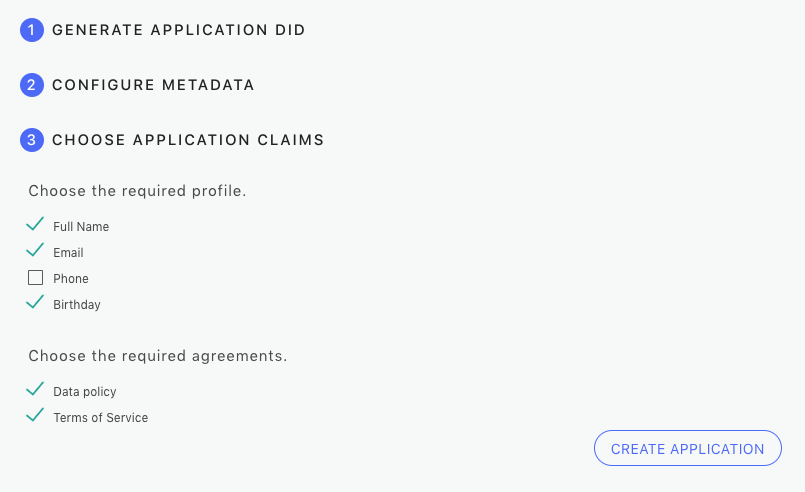 1 GENERATE APPLICATION DID
2 CONFIGURE METADATA
3 CHOOSE APPLICATION CLAIMS
Choose the required profile.
Full Name
Email
Phone
Birthday
Choose the required agreements.
Data policy
Terms of Service
CREATE APPLICATION